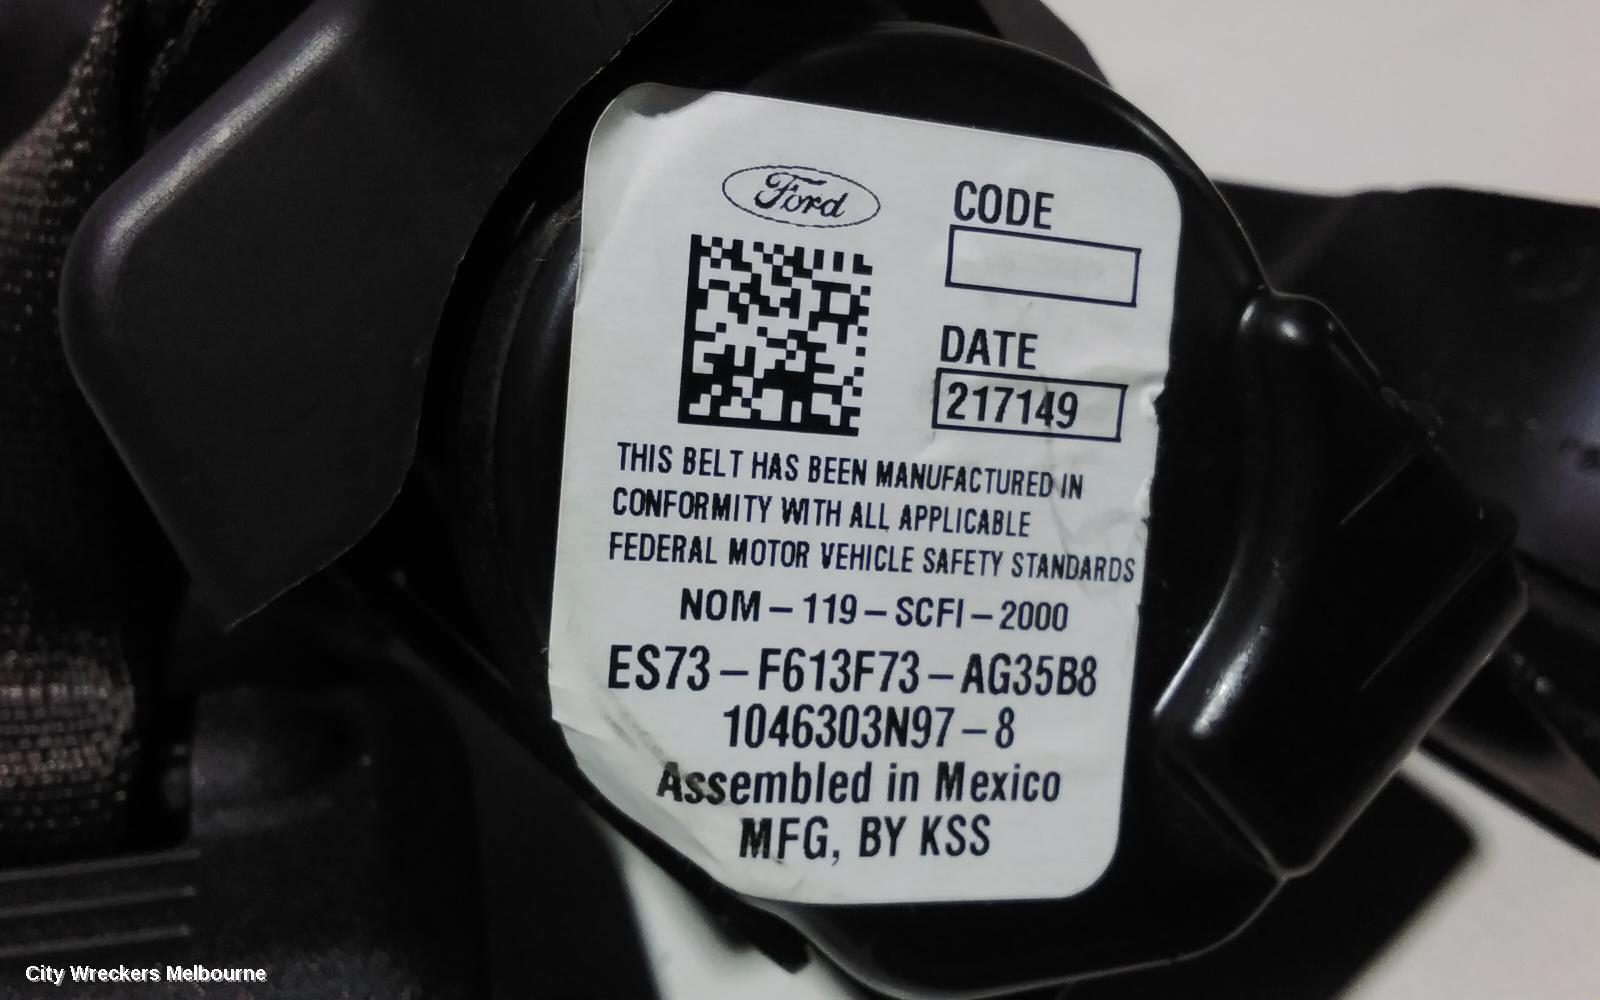 Ford
CODE
DATE
217149
THIS BELT HAS BEEN MANUFACTURED IN
CONFORMITY WITH ALL APPLICABLE
FEDERAL MOTOR VEHICLE SAFETY STANDARDS
NOM – 119 – SCFI – 2000
ES73 – F613F73 – AG35B8
1046303N97 – 8
Assembled in Mexico
MFG, BY KSS
City Wreckers Melbourne